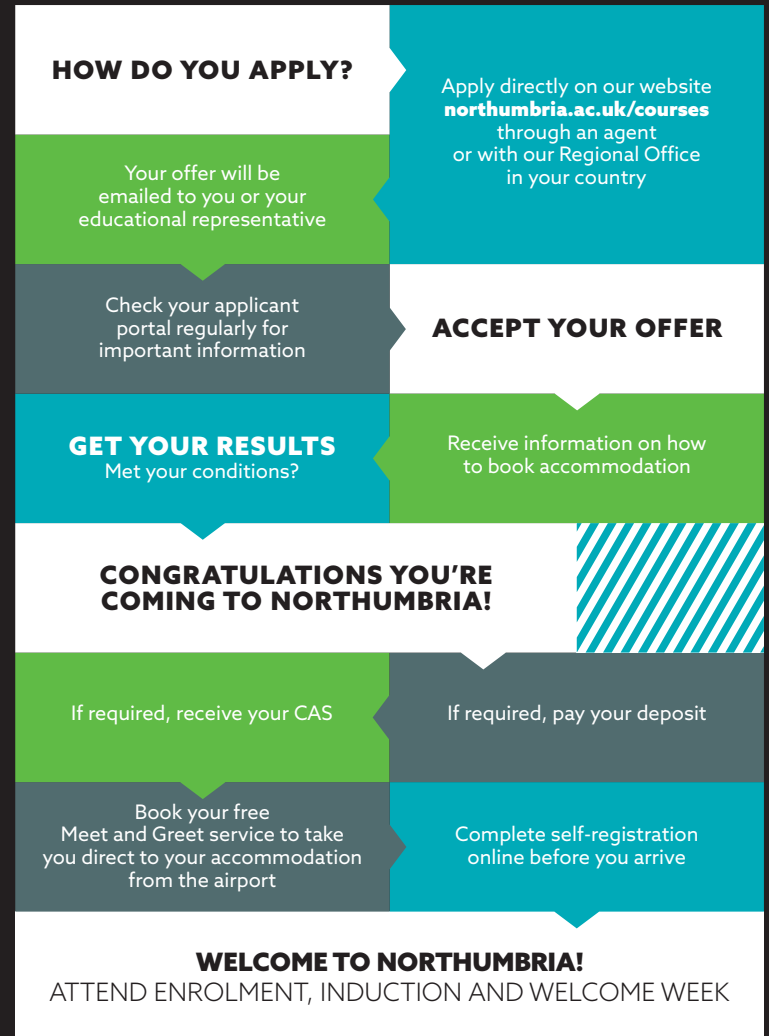 HOW DO YOU APPLY?
Apply directly on our website
northumbria.ac.uk/courses
through an agent
or with our Regional Office
in your country
Your offer will be
emailed to you or your
educational representative
Check your applicant
portal regularly for
important information
ACCEPT YOUR OFFER
Receive information on how
to book accommodation
GET YOUR RESULTS
Met your conditions?
CONGRATULATIONS YOU'RE
COMING TO NORTHUMBRIA!
If required, pay your deposit
If required, receive your CAS
Book your free
Meet and Greet service to take
you direct to your accommodation
from the airport
Complete self-registration
online before you arrive
WELCOME TO NORTHUMBRIA!
ATTEND ENROLMENT, INDUCTION AND WELCOME WEEK